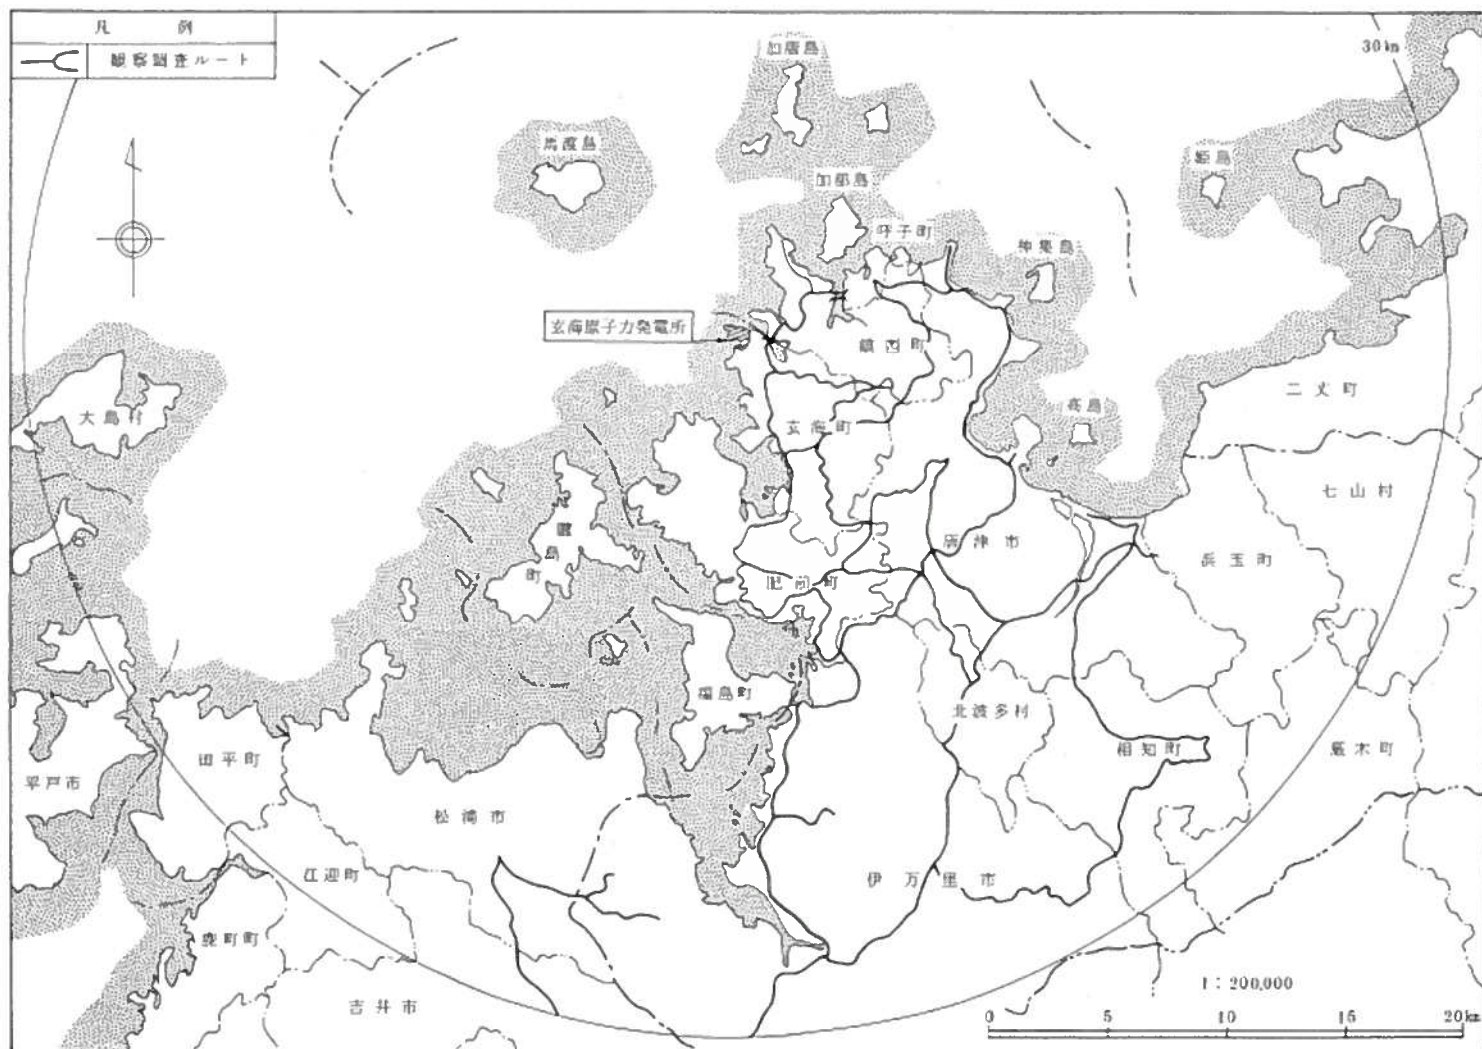 凡 例
観察調査ルート
30km
加唐島
馬渡島
姫島
加部島
呼子町
神集島
玄海原子力発電所
鎮西町
二丈町
大島村
高島
玄海町
七山村
鷹島町
唐津市
浜玉町
肥前町
福島町
北波多村
相知町
厳木町
田平町
平戸市
松浦市
江迎町
伊万里市
鹿町町
吉井市
1：200,000
0 5 10 15 20km